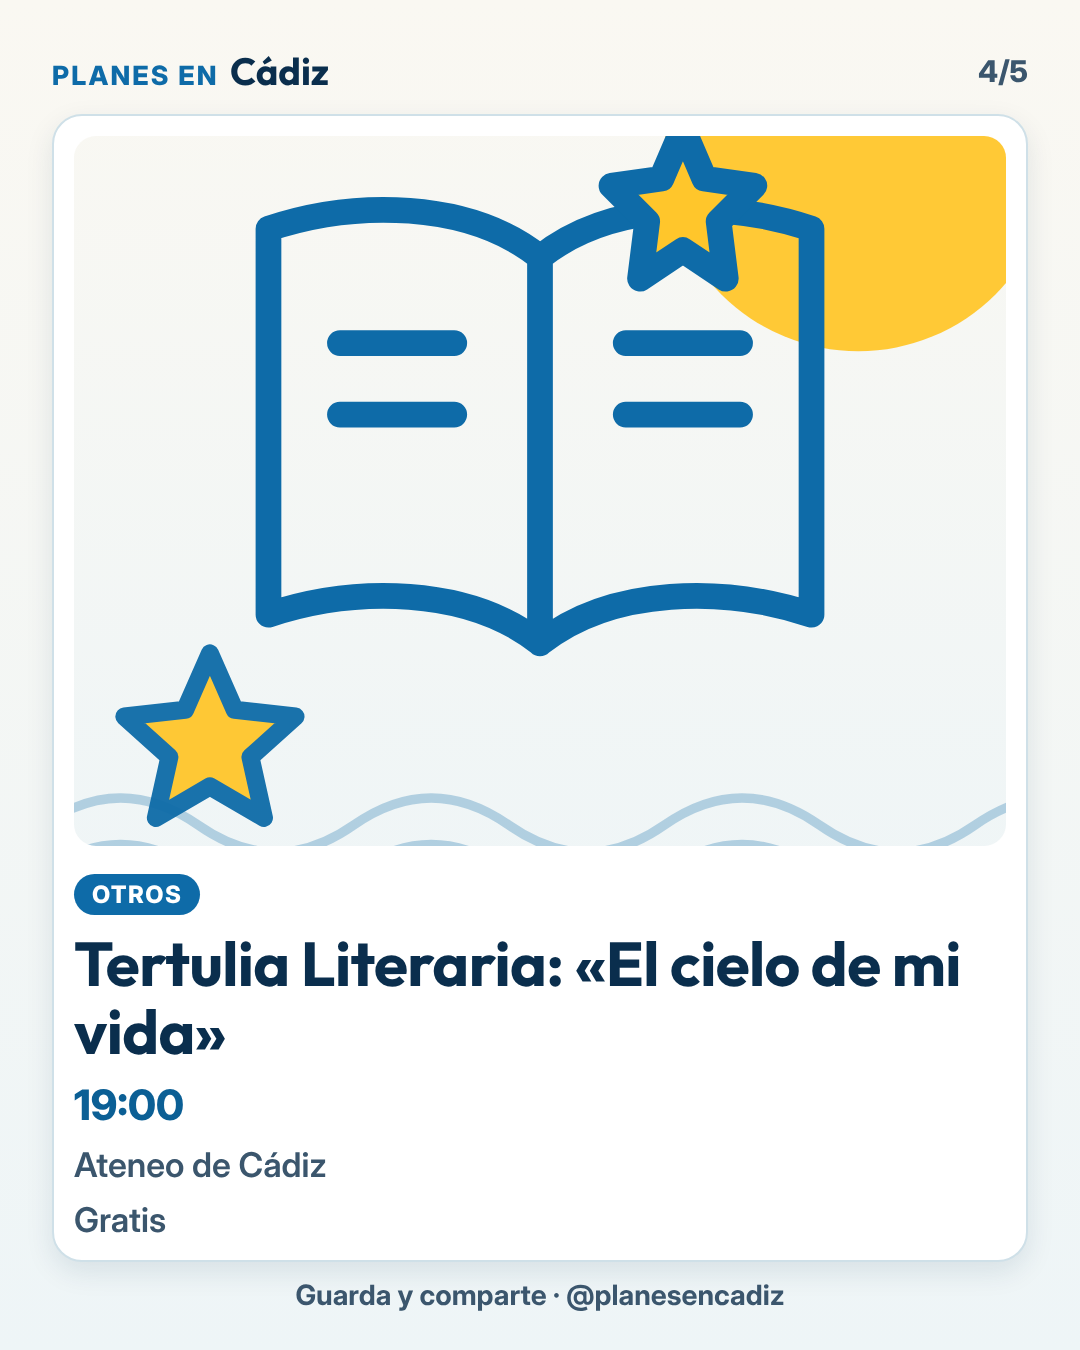 PLANES EN Cádiz
4/5
OTROS
Tertulia Literaria: «El cielo de mi
vida»
19:00
Ateneo de Cádiz
Gratis
Guarda y comparte · @planesencadiz